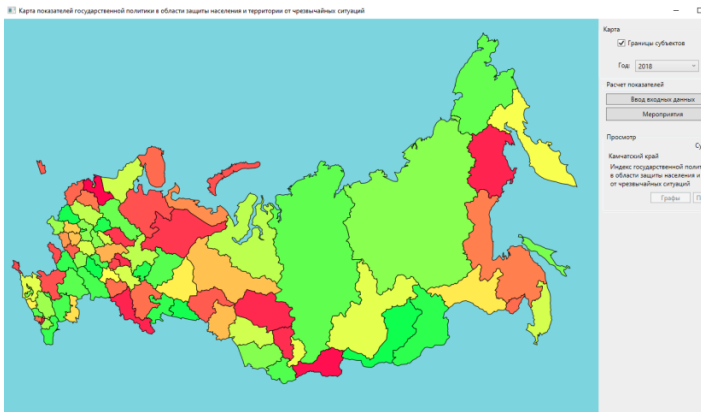 Карта показателей государственной политики в области защиты населения и территории от чрезвычайных ситуаций
Карта
Границы субъектов
Год: 2018
Расчет показателей
Ввод входных данных
Мероприятия
Просмотр
Камчатский край
Индекс государственной
в области защиты населения и
от чрезвычайных ситуаций
Графы